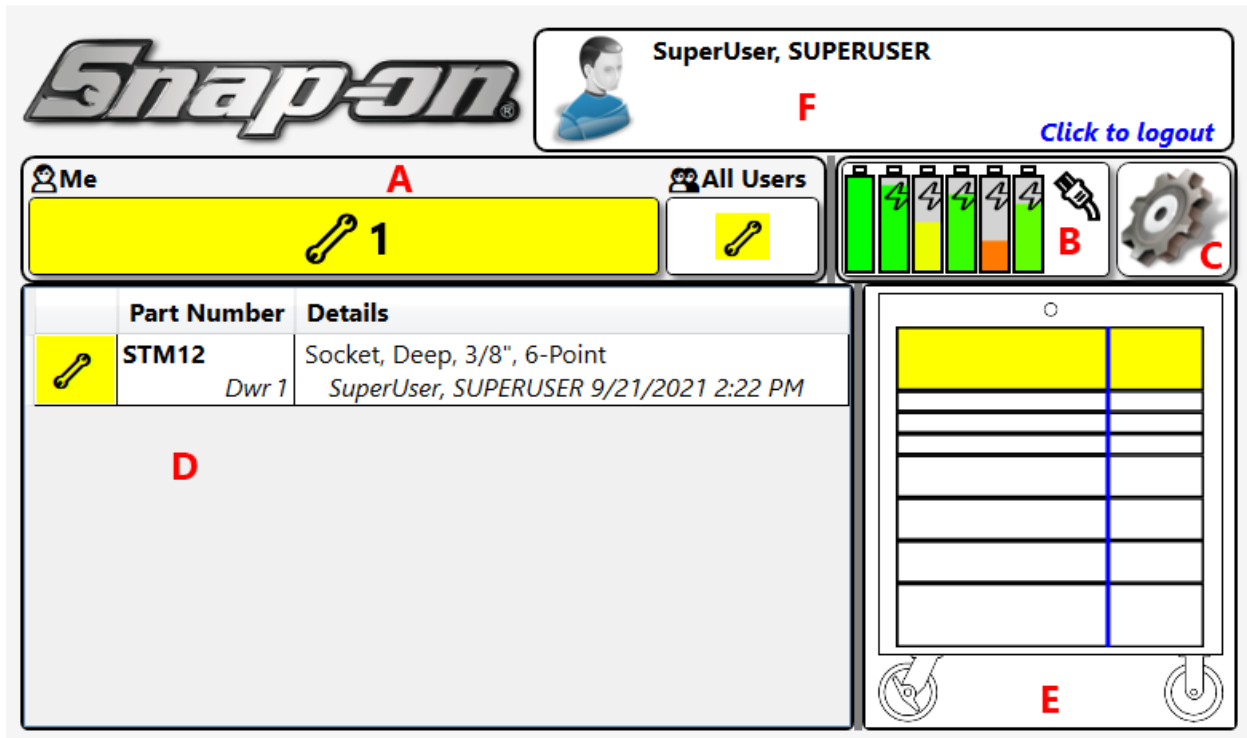 Snap-on®
SuperUser, SUPERUSER
F
Click to logout
Me
A
All Users
1
B
C
Part Number Details
STM12 Socket, Deep, 3/8", 6-Point
Dwr 1 SuperUser, SUPERUSER 9/21/2021 2:22 PM
D
E